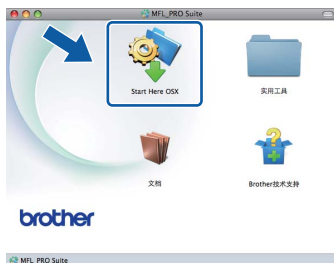 MFL_PRO Suite
Start Here OSX
实用工具
文档
Brother技术支持
brother
MFL_PRO Suite